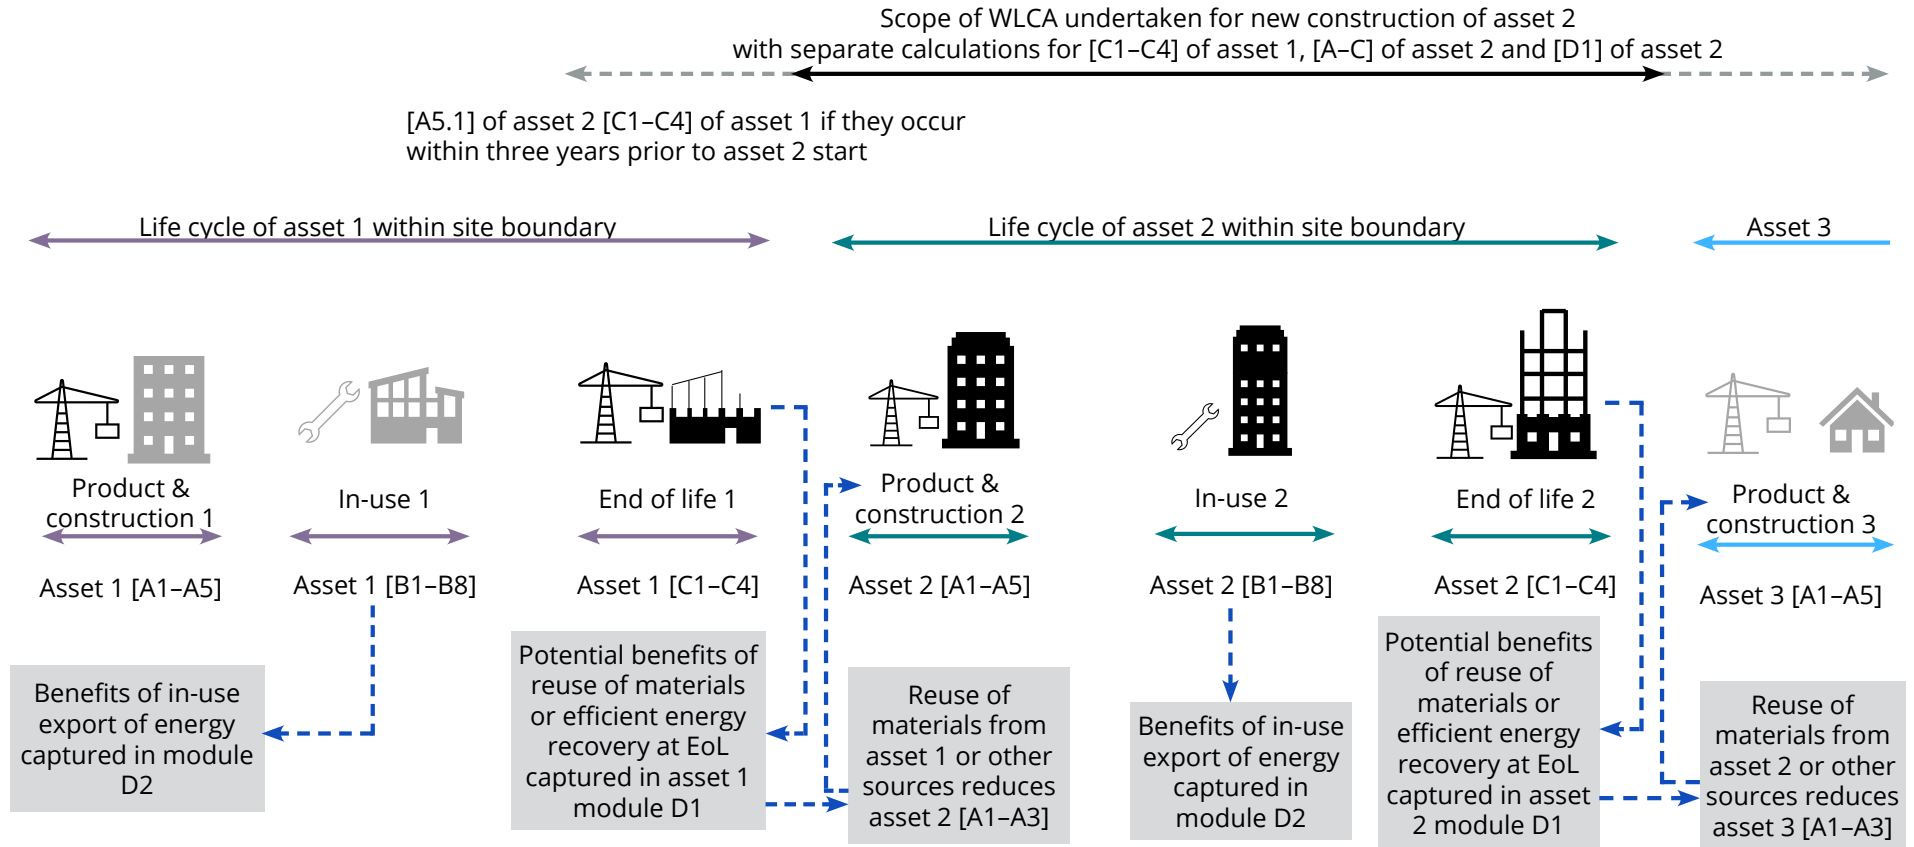 Scope of WLCA undertaken for new construction of asset 2
with separate calculations for [C1–C4] of asset 1, [A–C] of asset 2 and [D1] of asset 2
[A5.1] of asset 2 [C1–C4] of asset 1 if they occur
within three years prior to asset 2 start
Life cycle of asset 1 within site boundary
Life cycle of asset 2 within site boundary
Asset 3
Product &
construction 1
In-use 1
End of life 1
Product &
construction 2
In-use 2
End of life 2
Product &
construction 3
Asset 1 [A1–A5]
Asset 1 [B1–B8]
Asset 1 [C1–C4]
Asset 2 [A1–A5]
Asset 2 [B1–B8]
Asset 2 [C1–C4]
Asset 3 [A1–A5]
Benefits of in-use
export of energy
captured in module
D2
Potential benefits of
reuse of materials
or efficient energy
recovery at EoL
captured in asset 1
module D1
Reuse of
materials from
asset 1 or other
sources reduces
asset 2 [A1–A3]
Benefits of in-use
export of energy
captured in
module D2
Potential benefits
of reuse of
materials or
efficient energy
recovery at EoL
captured in asset
2 module D1
Reuse of
materials from
asset 2 or other
sources reduces
asset 3 [A1–A3]